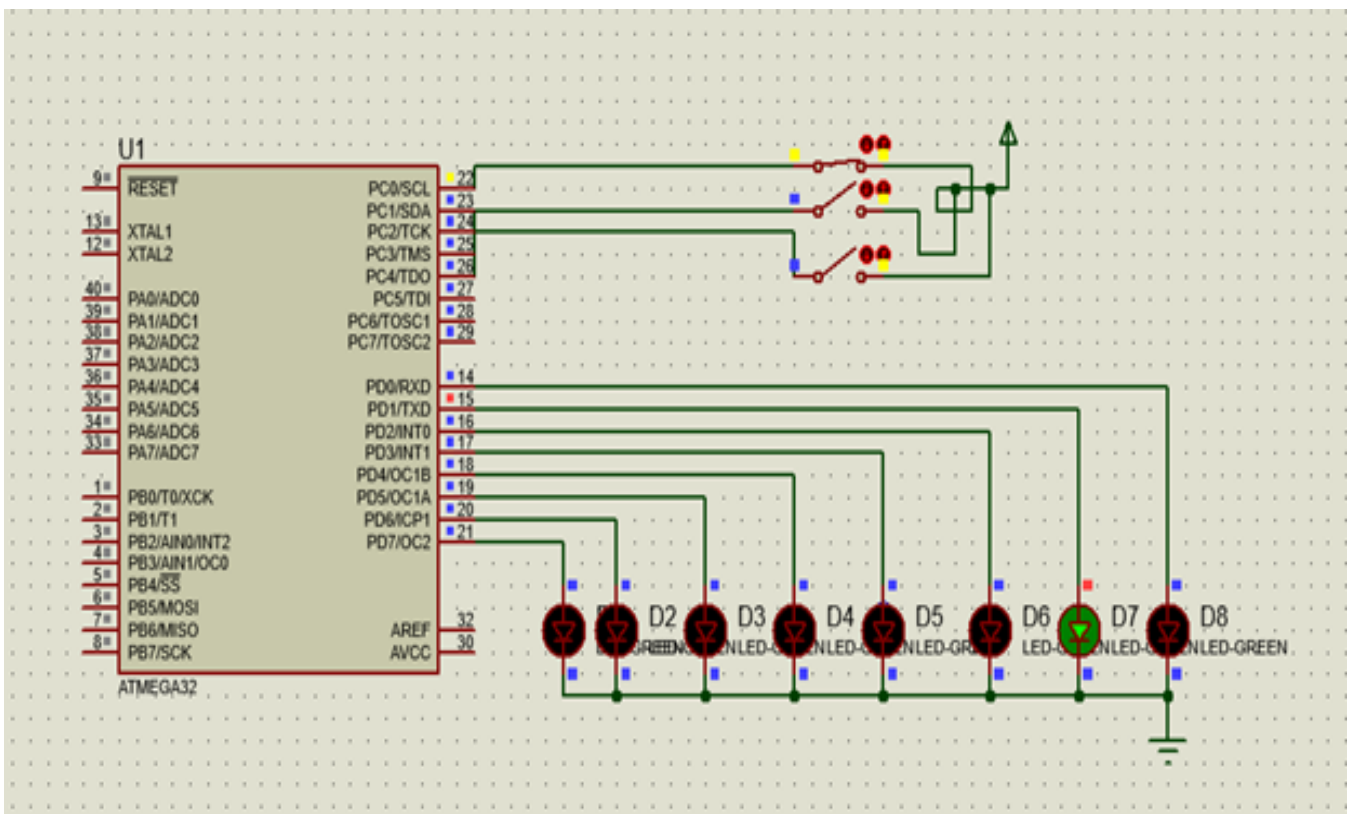 U1
9 RESET
13 XTAL1
12 XTAL2
40 PA0/ADC0
39 PA1/ADC1
38 PA2/ADC2
37 PA3/ADC3
36 PA4/ADC4
35 PA5/ADC5
34 PA6/ADC6
33 PA7/ADC7
1 PB0/T0/XCK
2 PB1/T1
3 PB2/AIN0/INT2
4 PB3/AIN1/OC0
5 PB4/SS
6 PB5/MOSI
7 PB6/MISO
8 PB7/SCK
PC0/SCL 22
PC1/SDA 23
PC2/TCK 24
PC3/TMS 25
PC4/TDO 26
PC5/TDI 27
PC6/TOSC1 28
PC7/TOSC2 29
PD0/RXD 14
PD1/TXD 15
PD2/INT0 16
PD3/INT1 17
PD4/OC1B 18
PD5/OC1A 19
PD6/ICP1 20
PD7/OC2 21
AREF 32
AVCC 30
ATMEGA32
D2 D3 D4 D5 D6 D7 D8
LED-GREEN